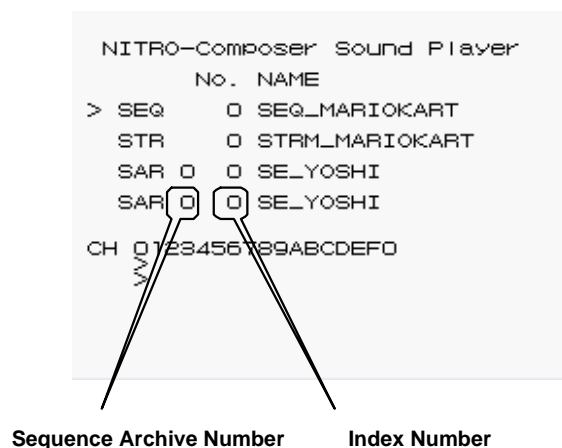 NITRO-Composer Sound Player
No. NAME
> SEQ 0 SEQ_MARIOKART
STR 0 STRM_MARIOKART
SAR 0 0 SE_YOSHI
SAR 0 0 SE_YOSHI
CH 0123456789ABCDEF0
>
>
Sequence Archive Number Index Number